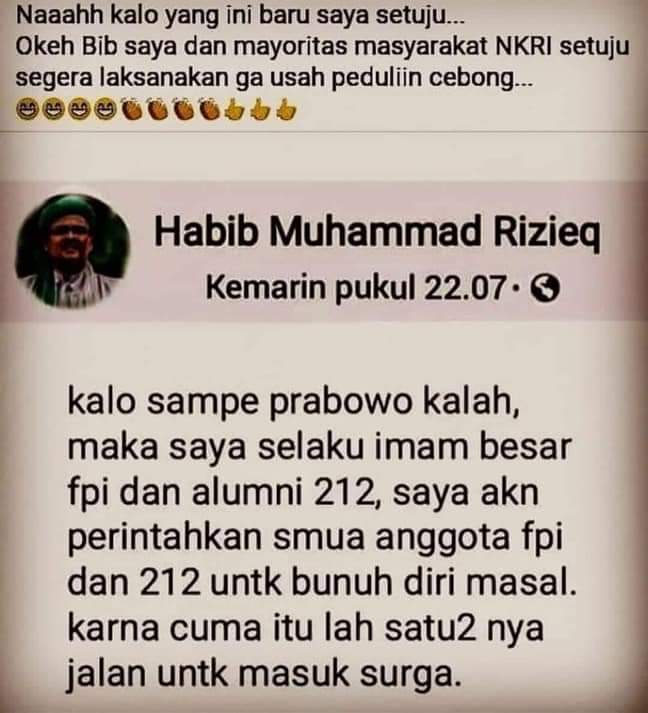 Naaahh kalo yang ini baru saya setuju...
Okeh Bib saya dan mayoritas masyarakat NKRI setuju
segera laksanakan ga usah peduliin cebong...
😄😄😄😄👏👏👏👏👍👍👍
Habib Muhammad Rizieq
Kemarin pukul 22.07 ·
kalo sampe prabowo kalah,
maka saya selaku imam besar
fpi dan alumni 212, saya akn
perintahkan smua anggota fpi
dan 212 untk bunuh diri masal.
karna cuma itu lah satu2 nya
jalan untk masuk surga.